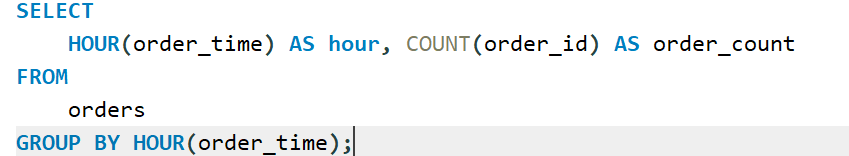 SELECT
    HOUR(order_time) AS hour, COUNT(order_id) AS order_count
FROM
    orders
GROUP BY HOUR(order_time);